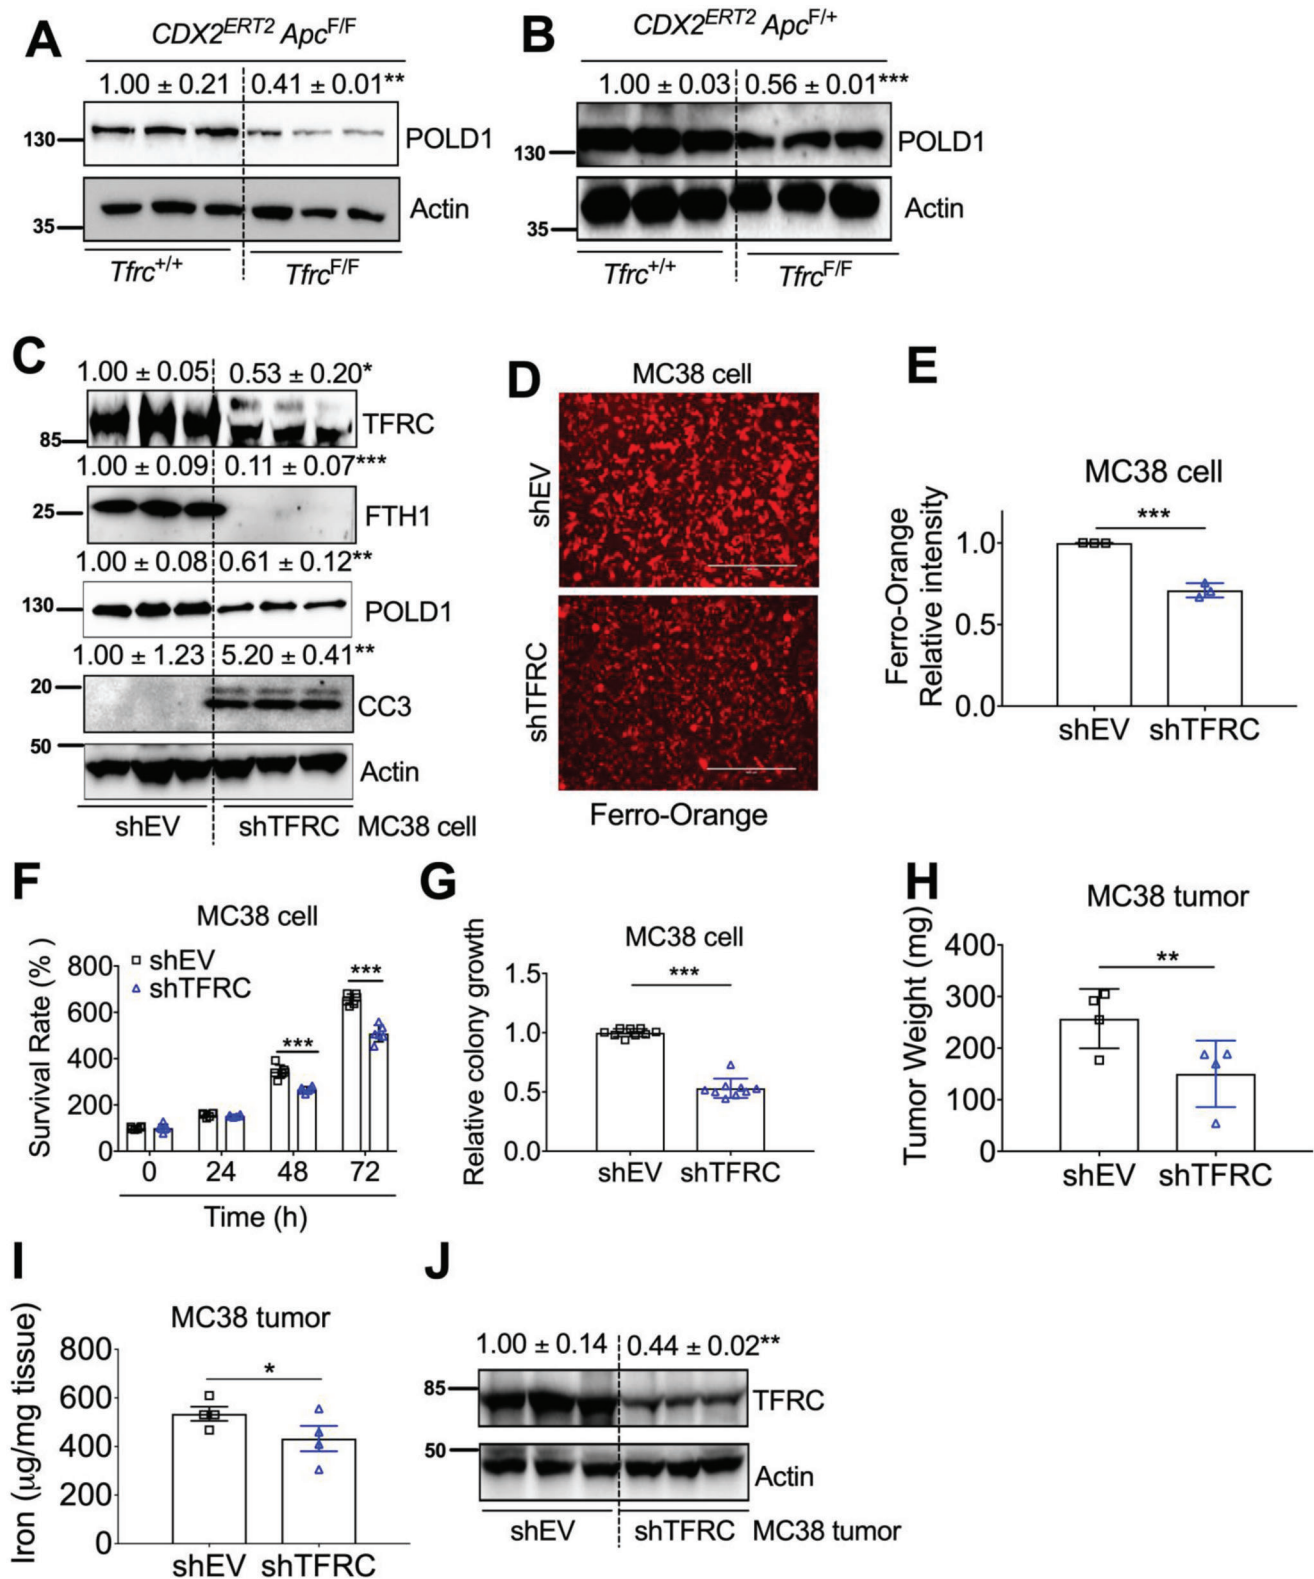 A
CDX2ERT2 ApcF/F
1.00 ± 0.21 0.41 ± 0.01**
130 POLD1
35 Actin
Tfrc+/+ TfrcF/F
B
CDX2ERT2 ApcF/+
1.00 ± 0.03 0.56 ± 0.01***
130 POLD1
35 Actin
Tfrc+/+ TfrcF/F
C
1.00 ± 0.05 0.53 ± 0.20*
85 TFRC
1.00 ± 0.09 0.11 ± 0.07***
25 FTH1
1.00 ± 0.08 0.61 ± 0.12**
130 POLD1
1.00 ± 1.23 5.20 ± 0.41**
20 CC3
50 Actin
shEV shTFRC MC38 cell
D
MC38 cell
shEV
shTFRC
Ferro-Orange
E
MC38 cell
Ferro-Orange
Relative intensity
***
1.0
0.5
0.0
shEV shTFRC
F
MC38 cell
Survival Rate (% )
shEV
shTFRC
***
***
800
600
400
200
0
0 24 48 72
Time (h)
G
MC38 cell
Relative colony growth
***
1.5
1.0
0.5
0.0
shEV shTFRC
H
MC38 tumor
Tumor Weight (mg)
**
400
300
200
100
0
shEV shTFRC
I
MC38 tumor
Iron (μg/mg tissue)
*
800
600
400
200
0
shEV shTFRC
J
1.00 ± 0.14 0.44 ± 0.02**
85 TFRC
50 Actin
shEV shTFRC MC38 tumor